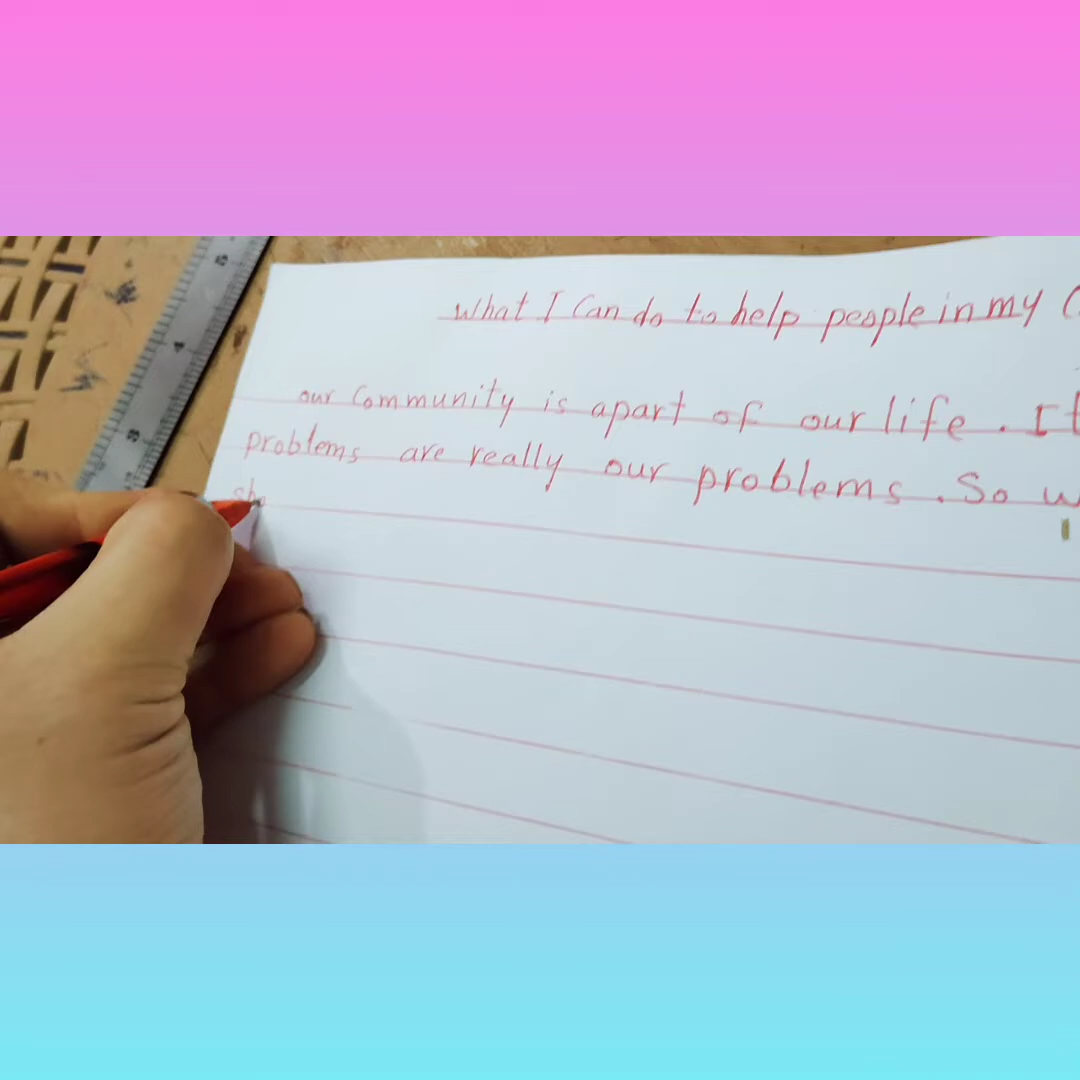 What I Can do to help people in my
our Community is apart of our life. It
problems are really our problems. So